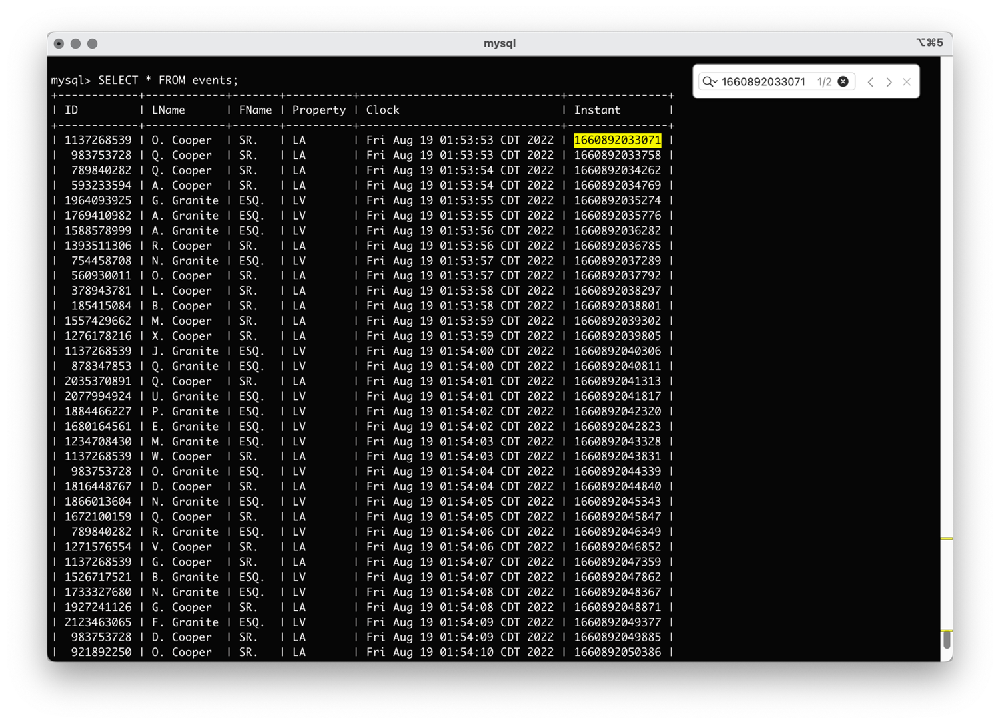 mysql
⌥⌘5
1660892033071 1/2
mysql> SELECT * FROM events;
+------------+------------+-------+----------+------------------------------+---------------+
| ID         | LName      | FName | Property | Clock                        | Instant       |
+------------+------------+-------+----------+------------------------------+---------------+
| 1137268539 | O. Cooper  | SR.   | LA       | Fri Aug 19 01:53:53 CDT 2022 | 1660892033071 |
|  983753728 | Q. Cooper  | SR.   | LA       | Fri Aug 19 01:53:53 CDT 2022 | 1660892033758 |
|  789840282 | Q. Cooper  | SR.   | LA       | Fri Aug 19 01:53:54 CDT 2022 | 1660892034262 |
|  593233594 | A. Cooper  | SR.   | LA       | Fri Aug 19 01:53:54 CDT 2022 | 1660892034769 |
| 1964093925 | G. Granite | ESQ.  | LV       | Fri Aug 19 01:53:55 CDT 2022 | 1660892035274 |
| 1769410982 | A. Granite | ESQ.  | LV       | Fri Aug 19 01:53:55 CDT 2022 | 1660892035776 |
| 1588578999 | A. Granite | ESQ.  | LV       | Fri Aug 19 01:53:56 CDT 2022 | 1660892036282 |
| 1393511306 | R. Cooper  | SR.   | LA       | Fri Aug 19 01:53:56 CDT 2022 | 1660892036785 |
|  754458708 | N. Granite | ESQ.  | LV       | Fri Aug 19 01:53:57 CDT 2022 | 1660892037289 |
|  560930011 | O. Cooper  | SR.   | LA       | Fri Aug 19 01:53:57 CDT 2022 | 1660892037792 |
|  378943781 | L. Cooper  | SR.   | LA       | Fri Aug 19 01:53:58 CDT 2022 | 1660892038297 |
|  185415084 | B. Cooper  | SR.   | LA       | Fri Aug 19 01:53:58 CDT 2022 | 1660892038801 |
| 1557429662 | M. Cooper  | SR.   | LA       | Fri Aug 19 01:53:59 CDT 2022 | 1660892039302 |
| 1276178216 | X. Cooper  | SR.   | LA       | Fri Aug 19 01:53:59 CDT 2022 | 1660892039805 |
| 1137268539 | J. Granite | ESQ.  | LV       | Fri Aug 19 01:54:00 CDT 2022 | 1660892040306 |
|  878347853 | Q. Granite | ESQ.  | LV       | Fri Aug 19 01:54:00 CDT 2022 | 1660892040811 |
| 2035370891 | Q. Cooper  | SR.   | LA       | Fri Aug 19 01:54:01 CDT 2022 | 1660892041313 |
| 2077994924 | U. Granite | ESQ.  | LV       | Fri Aug 19 01:54:01 CDT 2022 | 1660892041817 |
| 1884466227 | P. Granite | ESQ.  | LV       | Fri Aug 19 01:54:02 CDT 2022 | 1660892042320 |
| 1680164561 | E. Granite | ESQ.  | LV       | Fri Aug 19 01:54:02 CDT 2022 | 1660892042823 |
| 1234708430 | M. Granite | ESQ.  | LV       | Fri Aug 19 01:54:03 CDT 2022 | 1660892043328 |
| 1137268539 | W. Cooper  | SR.   | LA       | Fri Aug 19 01:54:03 CDT 2022 | 1660892043831 |
|  983753728 | O. Granite | ESQ.  | LV       | Fri Aug 19 01:54:04 CDT 2022 | 1660892044339 |
| 1816448767 | D. Cooper  | SR.   | LA       | Fri Aug 19 01:54:04 CDT 2022 | 1660892044840 |
| 1866013604 | N. Granite | ESQ.  | LV       | Fri Aug 19 01:54:05 CDT 2022 | 1660892045343 |
| 1672100159 | Q. Cooper  | SR.   | LA       | Fri Aug 19 01:54:05 CDT 2022 | 1660892045847 |
|  789840282 | R. Granite | ESQ.  | LV       | Fri Aug 19 01:54:06 CDT 2022 | 1660892046349 |
| 1271576554 | V. Cooper  | SR.   | LA       | Fri Aug 19 01:54:06 CDT 2022 | 1660892046852 |
| 1137268539 | G. Cooper  | SR.   | LA       | Fri Aug 19 01:54:07 CDT 2022 | 1660892047359 |
| 1526717521 | B. Granite | ESQ.  | LV       | Fri Aug 19 01:54:07 CDT 2022 | 1660892047862 |
| 1733327680 | N. Granite | ESQ.  | LV       | Fri Aug 19 01:54:08 CDT 2022 | 1660892048367 |
| 1927241126 | G. Cooper  | SR.   | LA       | Fri Aug 19 01:54:08 CDT 2022 | 1660892048871 |
| 2123463065 | F. Granite | ESQ.  | LV       | Fri Aug 19 01:54:09 CDT 2022 | 1660892049377 |
|  983753728 | D. Cooper  | SR.   | LA       | Fri Aug 19 01:54:09 CDT 2022 | 1660892049885 |
|  921892250 | O. Cooper  | SR.   | LA       | Fri Aug 19 01:54:10 CDT 2022 | 1660892050386 |